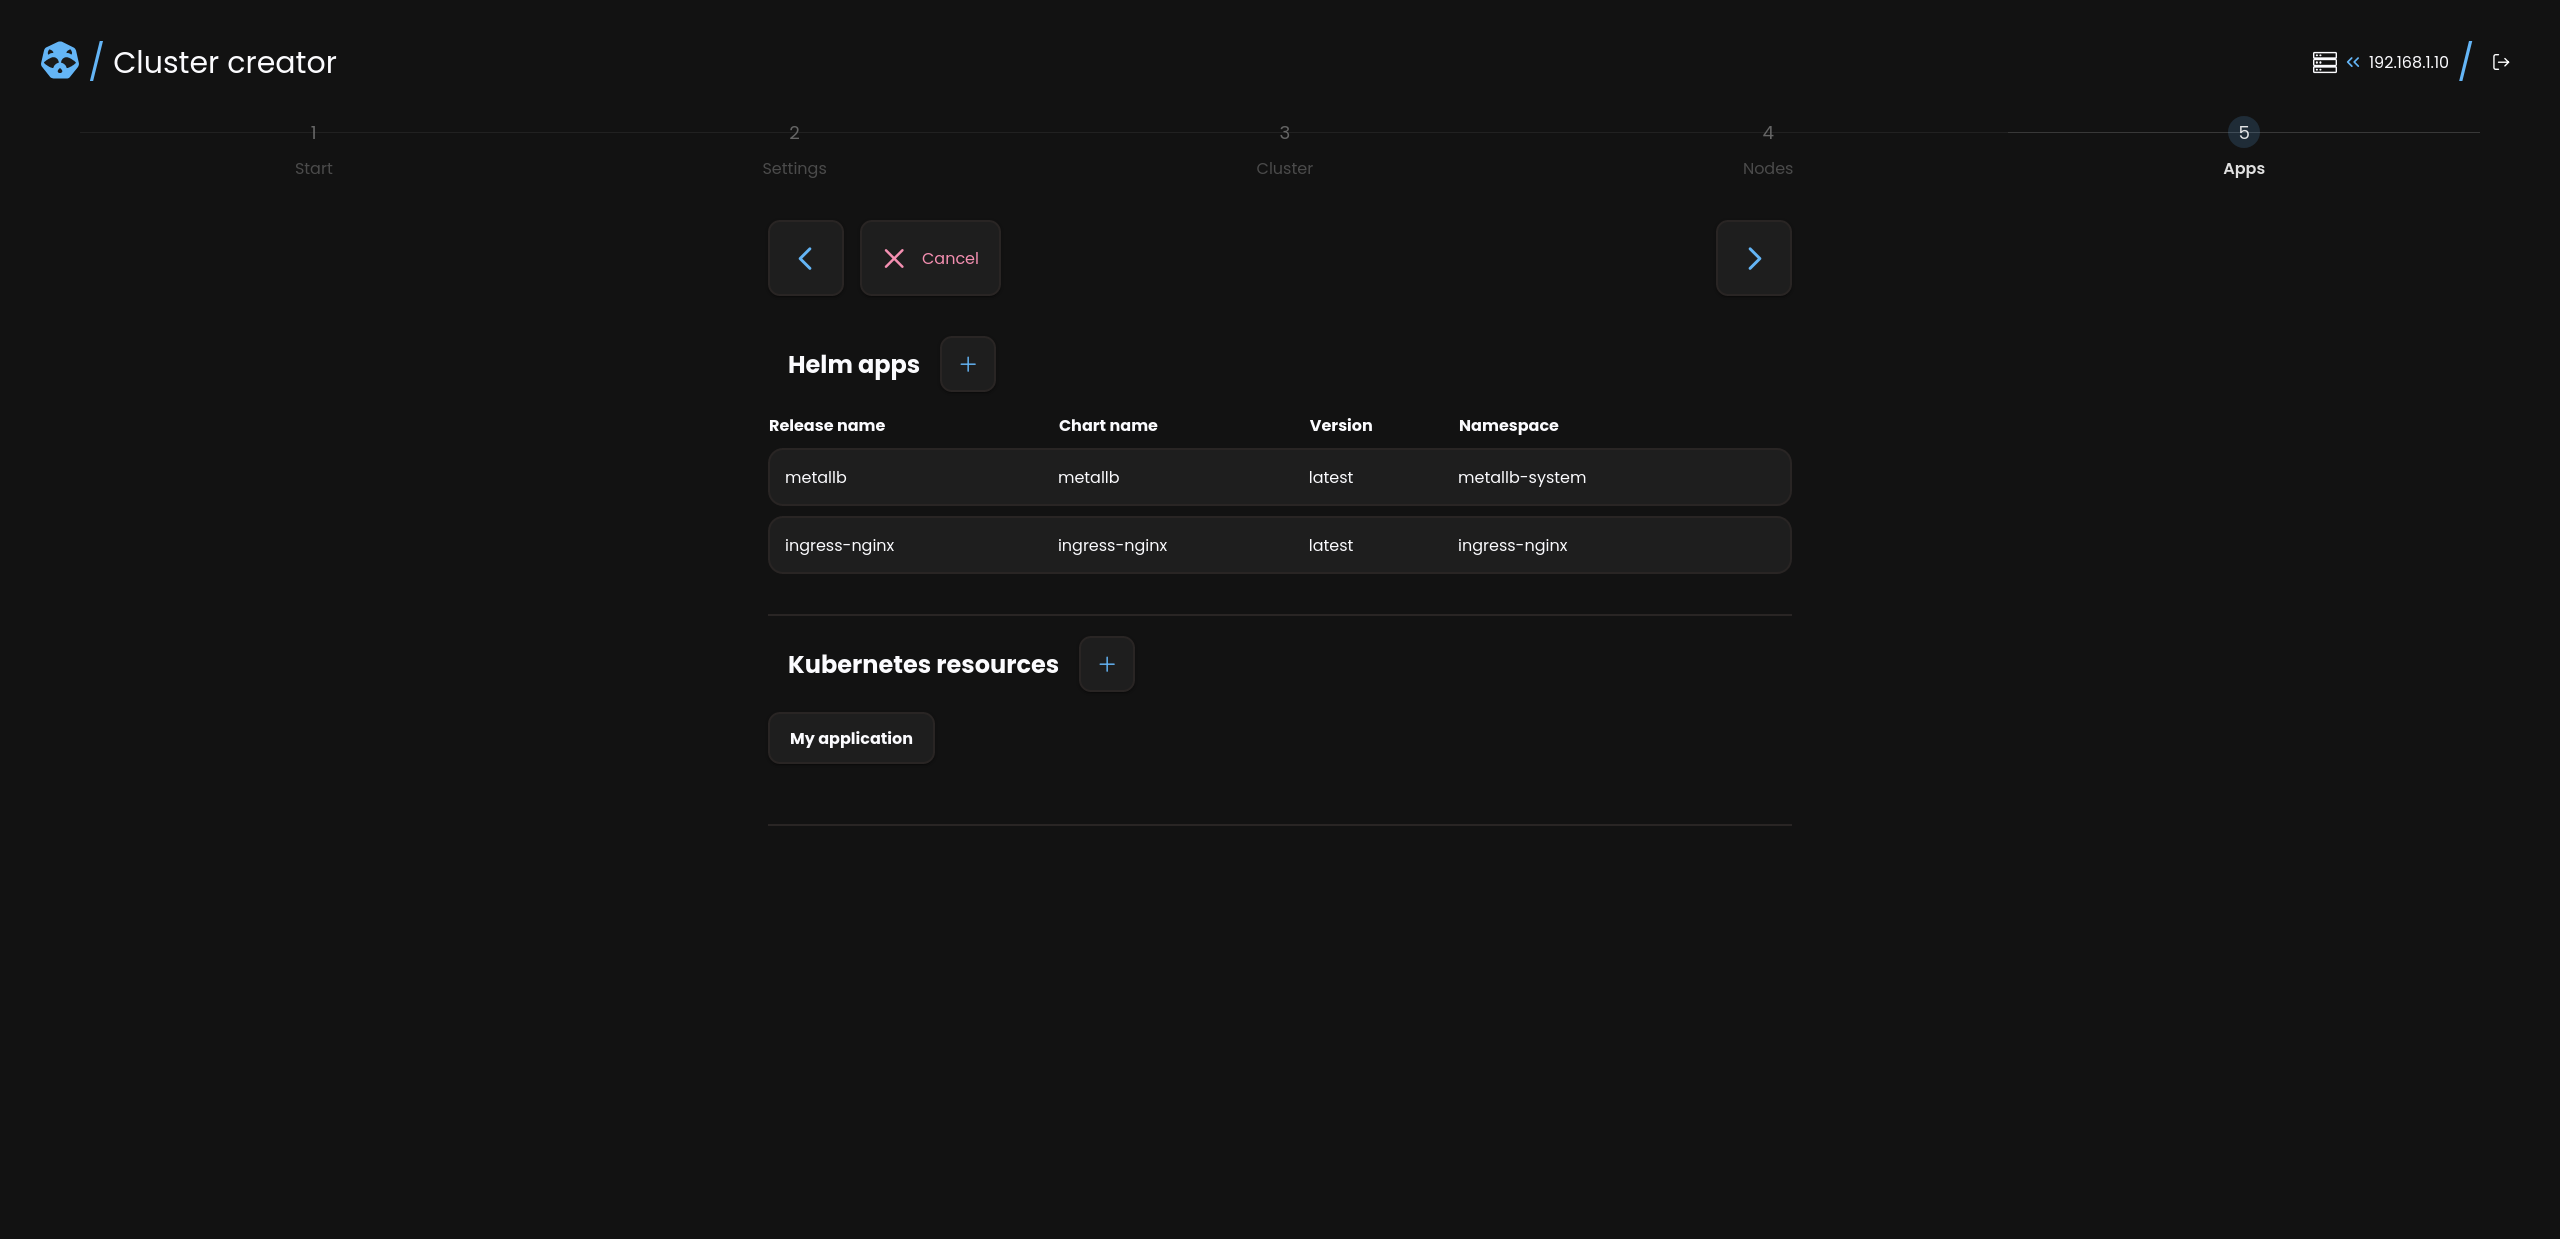 / Cluster creator
« 192.168.1.10 /
1 2 3 4 5
Start Settings Cluster Nodes Apps
Cancel
Helm apps +
Release name Chart name Version Namespace
metallb metallb latest metallb-system
ingress-nginx ingress-nginx latest ingress-nginx
Kubernetes resources +
My application